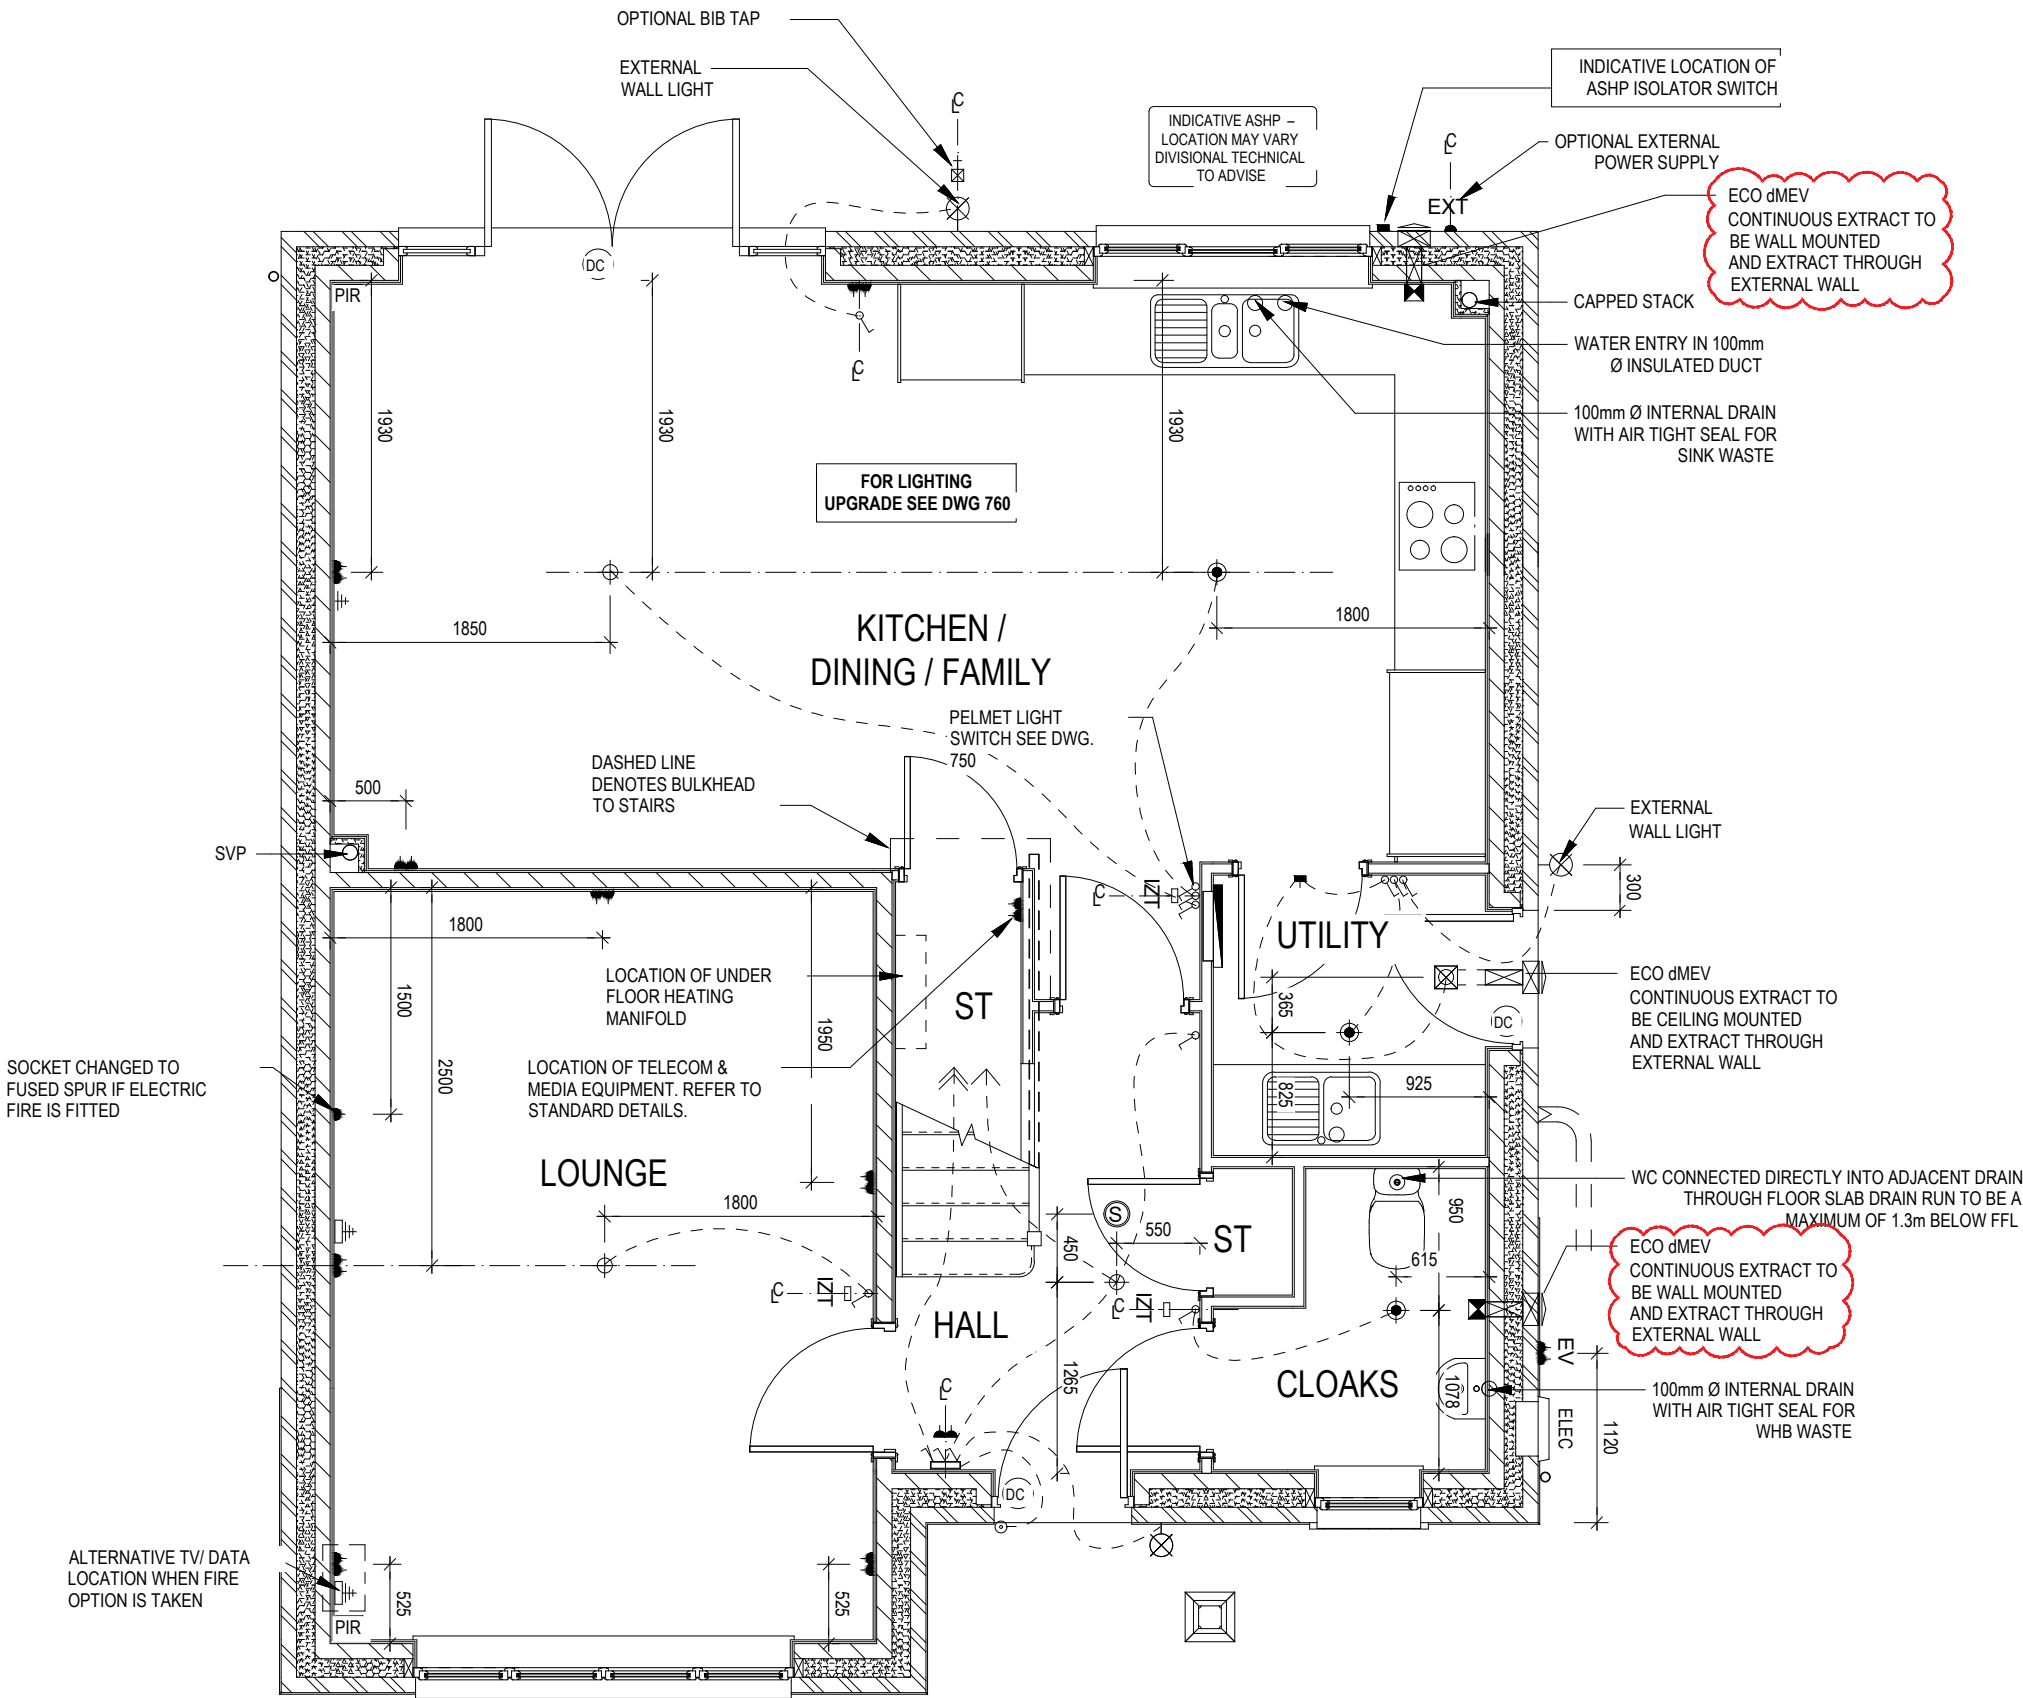 OPTIONAL BIB TAP
EXTERNAL
WALL LIGHT
INDICATIVE LOCATION OF
ASHP ISOLATOR SWITCH
INDICATIVE ASHP –
LOCATION MAY VARY
DIVISIONAL TECHNICAL
TO ADVISE
OPTIONAL EXTERNAL
POWER SUPPLY
ECO dMEV
CONTINUOUS EXTRACT TO
BE WALL MOUNTED
AND EXTRACT THROUGH
EXTERNAL WALL
CL
CL
EXT
DC
PIR
CAPPED STACK
WATER ENTRY IN 100mm
Ø INSULATED DUCT
CL
1930
1930
1930
100mm Ø INTERNAL DRAIN
WITH AIR TIGHT SEAL FOR
SINK WASTE
FOR LIGHTING
UPGRADE SEE DWG 760
1850
1800
KITCHEN /
DINING / FAMILY
PELMET LIGHT
SWITCH SEE DWG.
750
DASHED LINE
DENOTES BULKHEAD
TO STAIRS
500
EXTERNAL
WALL LIGHT
SVP
300
CL
IZT
1800
UTILITY
LOCATION OF UNDER
FLOOR HEATING
MANIFOLD
ST
1500
1950
365
ECO dMEV
CONTINUOUS EXTRACT TO
BE CEILING MOUNTED
AND EXTRACT THROUGH
EXTERNAL WALL
DC
SOCKET CHANGED TO
FUSED SPUR IF ELECTRIC
FIRE IS FITTED
2500
LOCATION OF TELECOM &
MEDIA EQUIPMENT. REFER TO
STANDARD DETAILS.
825
925
LOUNGE
WC CONNECTED DIRECTLY INTO ADJACENT DRAIN
THROUGH FLOOR SLAB DRAIN RUN TO BE A
MAXIMUM OF 1.3m BELOW FFL
1800
S
550
ST
950
450
615
ECO dMEV
CONTINUOUS EXTRACT TO
BE WALL MOUNTED
AND EXTRACT THROUGH
EXTERNAL WALL
CL
IZT
CL
IZT
HALL
EV
CLOAKS
1265
CL
1078
100mm Ø INTERNAL DRAIN
WITH AIR TIGHT SEAL FOR
WHB WASTE
ELEC
1120
DC
ALTERNATIVE TV/ DATA
LOCATION WHEN FIRE
OPTION IS TAKEN
525
525
PIR